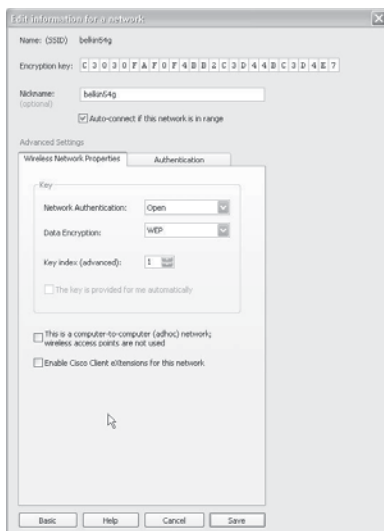 Edit information for a network
Name: (SSID) belkin54g
Encryption key: C 3 0 3 0 F A F 0 F 4 B B 2 C 3 D 4 4 B C 3 D 4 E 7
Nickname: belkin54g
(optional)
Auto-connect if this network is in range
Advanced Settings
Wireless Network Properties Authentication
Key
Network Authentication: Open
Data Encryption: WEP
Key index (advanced): 1
The key is provided for me automatically
This is a computer-to-computer (adhoc) network;
wireless access points are not used
Enable Cisco Client eXtensions for this network
Basic Help Cancel Save